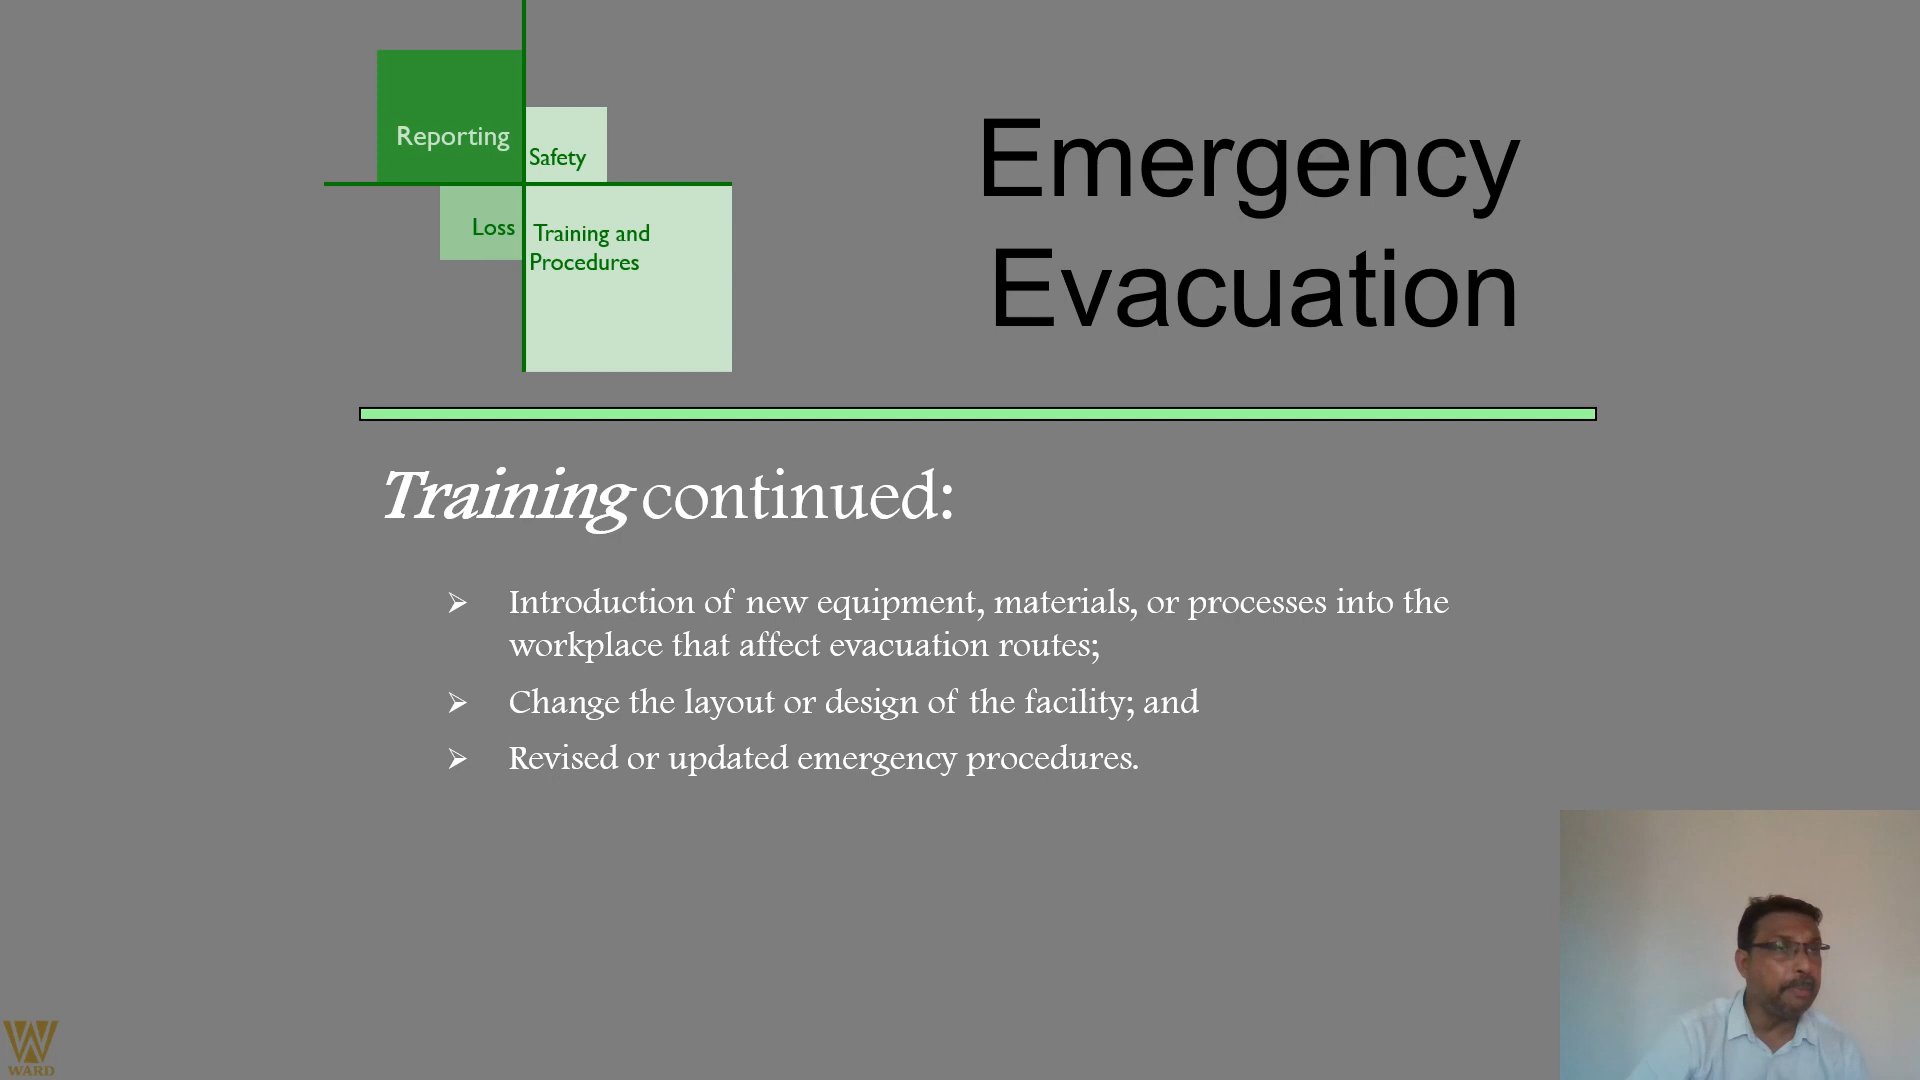 Reporting
Safety
Loss
Training and
Procedures
Emergency
Evacuation
Training continued:
Introduction of new equipment, materials, or processes into the
workplace that affect evacuation routes;
Change the layout or design of the facility; and
Revised or updated emergency procedures.
WARD